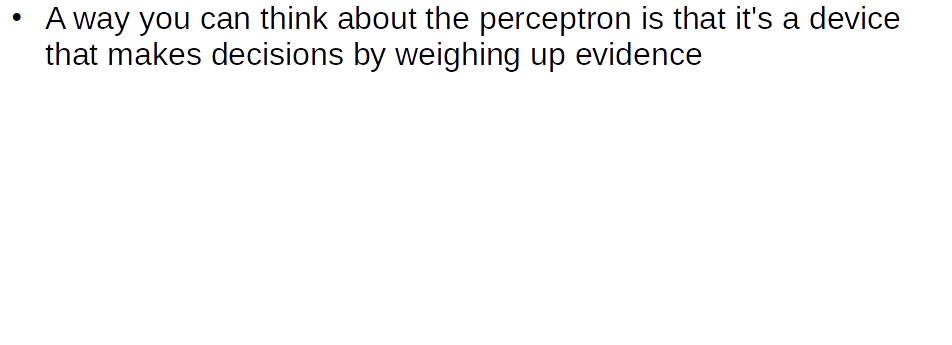 • A way you can think about the perceptron is that it's a device
that makes decisions by weighing up evidence